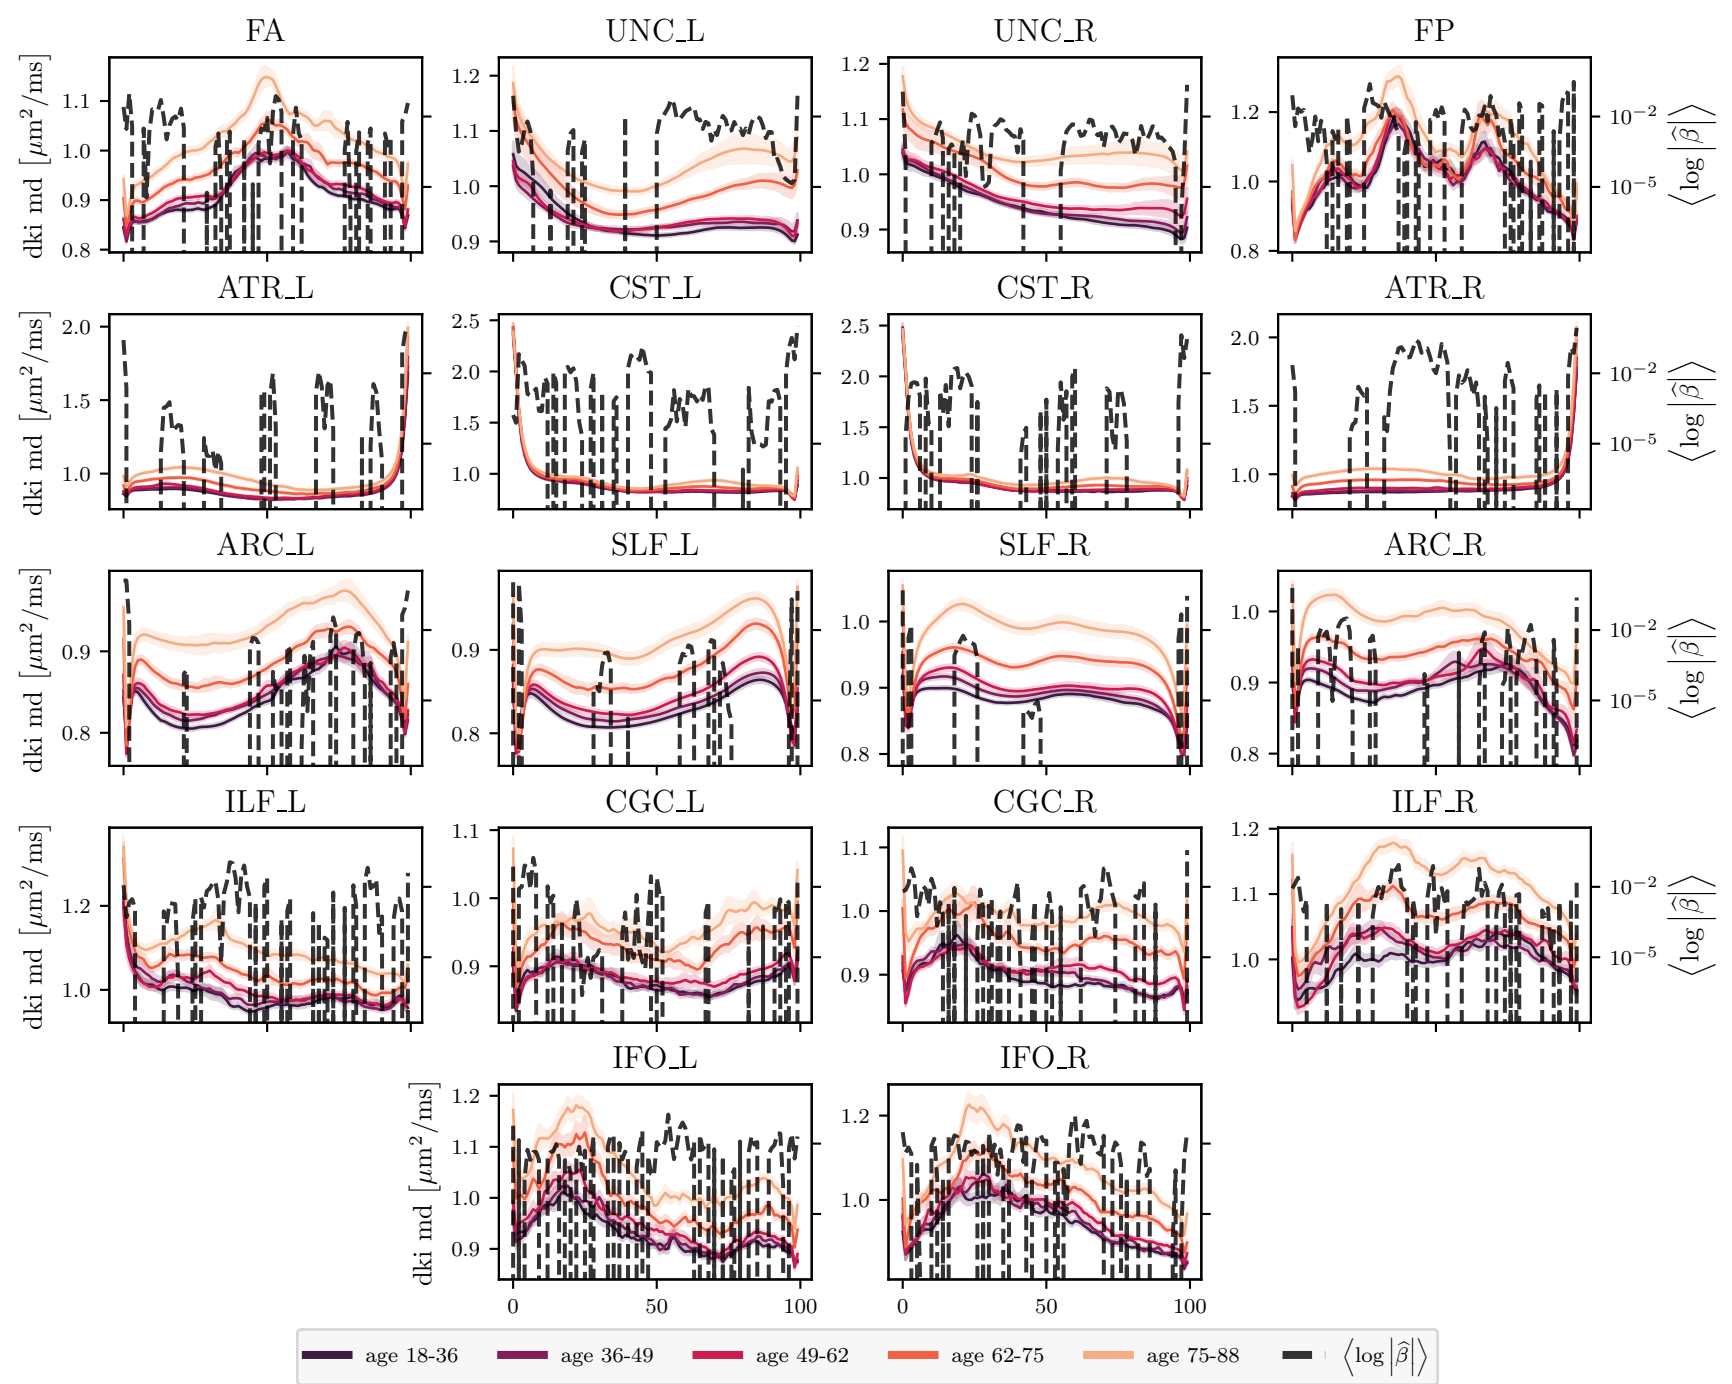 FA UNC_L UNC_R FP
dki md [μm²/ms] 1.1 1.0 0.9 0.8 1.2 1.1 1.0 0.9 1.2 1.1 1.0 0.9 1.2 1.0 0.8 10⁻² 10⁻⁵ ⟨log |β̂|⟩
ATR_L CST_L CST_R ATR_R
dki md [μm²/ms] 2.0 1.5 1.0 2.5 2.0 1.5 1.0 2.5 2.0 1.5 1.0 2.0 1.5 1.0 10⁻² 10⁻⁵ ⟨log |β̂|⟩
ARC_L SLF_L SLF_R ARC_R
dki md [μm²/ms] 0.9 0.8 0.9 0.8 1.0 0.9 0.8 1.0 0.9 0.8 10⁻² 10⁻⁵ ⟨log |β̂|⟩
ILF_L CGC_L CGC_R ILF_R
dki md [μm²/ms] 1.2 1.0 1.1 1.0 0.9 1.1 1.0 0.9 1.2 1.1 1.0 10⁻² 10⁻⁵ ⟨log |β̂|⟩
IFO_L IFO_R
dki md [μm²/ms] 1.2 1.1 1.0 0.9 1.2 1.0
0 50 100 0 50 100
age 18-36 age 36-49 age 49-62 age 62-75 age 75-88 ⟨log |β̂|⟩